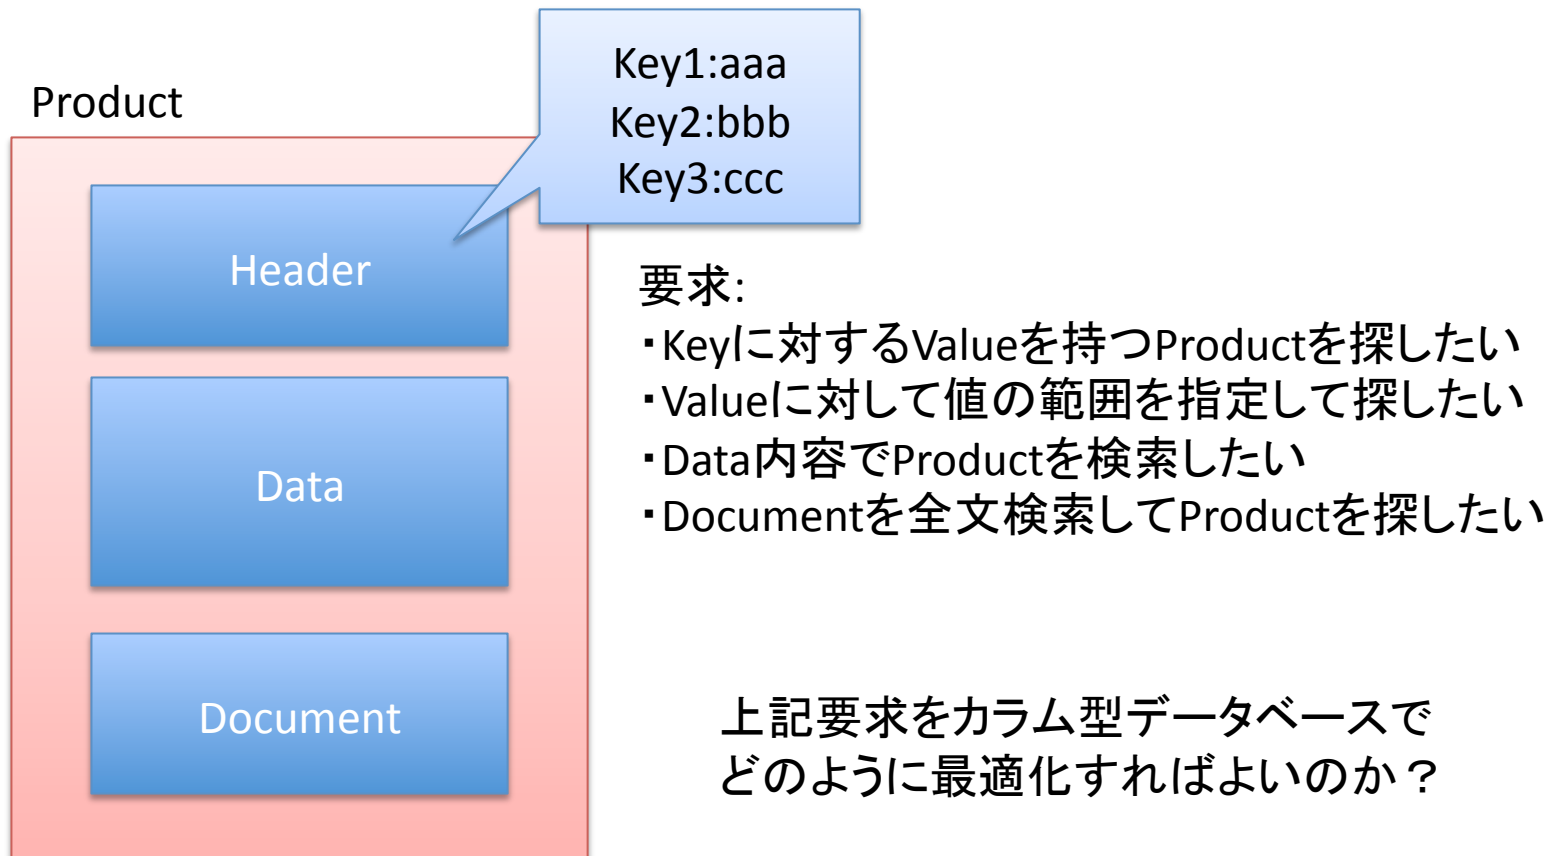 Product
Key1:aaa
Key2:bbb
Key3:ccc
Header
Data
Document
要求:
・Keyに対するValueを持つProductを探したい
・Valueに対して値の範囲を指定して探したい
・Data内容でProductを検索したい
・Documentを全文検索してProductを探したい
上記要求をカラム型データベースで
どのように最適化すればよいのか？